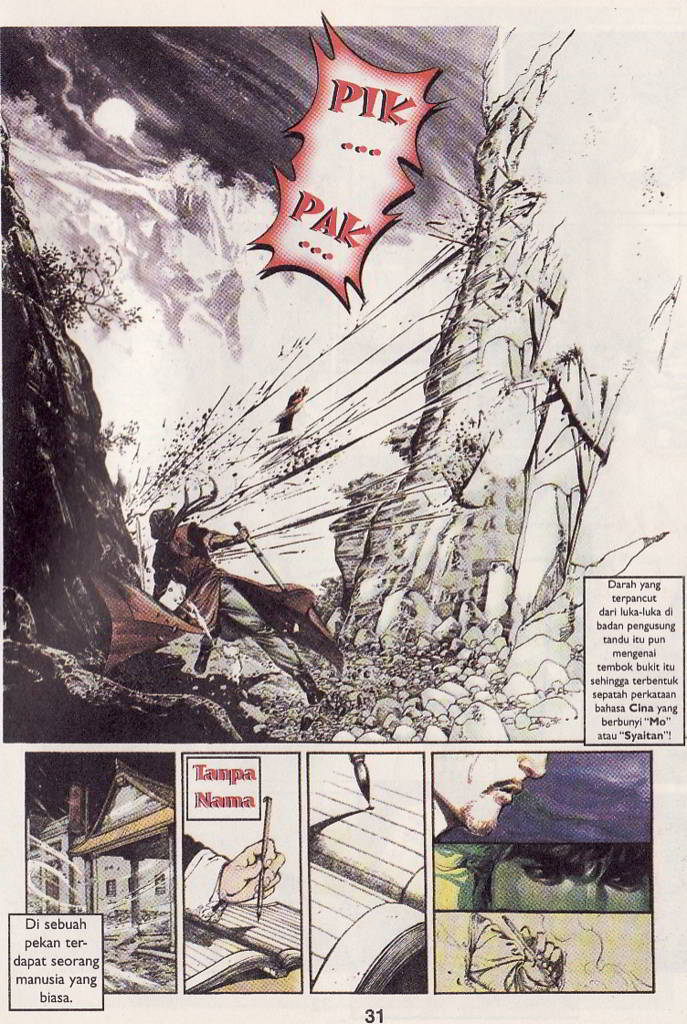 PIK
...
PAK
...
Darah yang
terpancut
dari luka-luka di
badan pengusung
tandu itu pun
mengenai
tembok bukit itu
sehingga terbentuk
sepatah perkataan
bahasa Cina yang
berbunyi "Mo"
atau "Syaitan"!
Tanpa
Nama
Di sebuah
pekan ter-
dapat seorang
manusia yang
biasa.
31